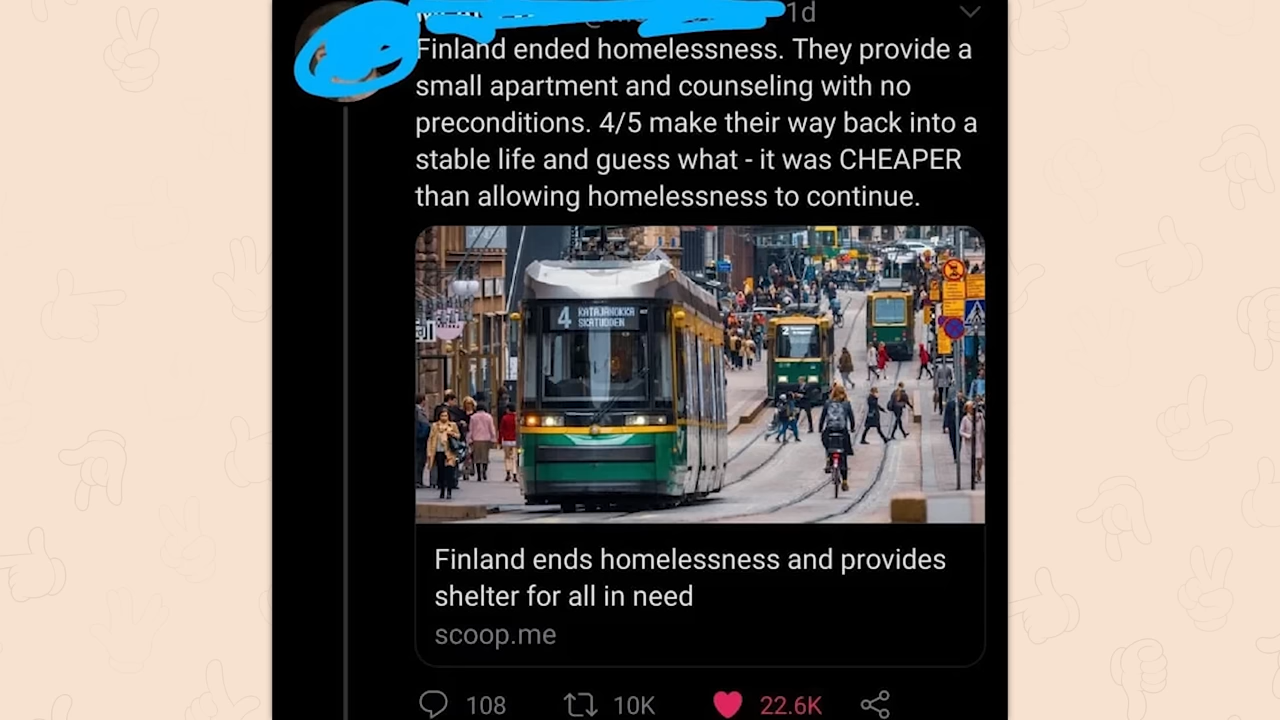 1d
Finland ended homelessness. They provide a
small apartment and counseling with no
preconditions. 4/5 make their way back into a
stable life and guess what - it was CHEAPER
than allowing homelessness to continue.
4 KATAJANOKKA
SKATUDDEN
2
Finland ends homelessness and provides
shelter for all in need
scoop.me
108 10K 22.6K